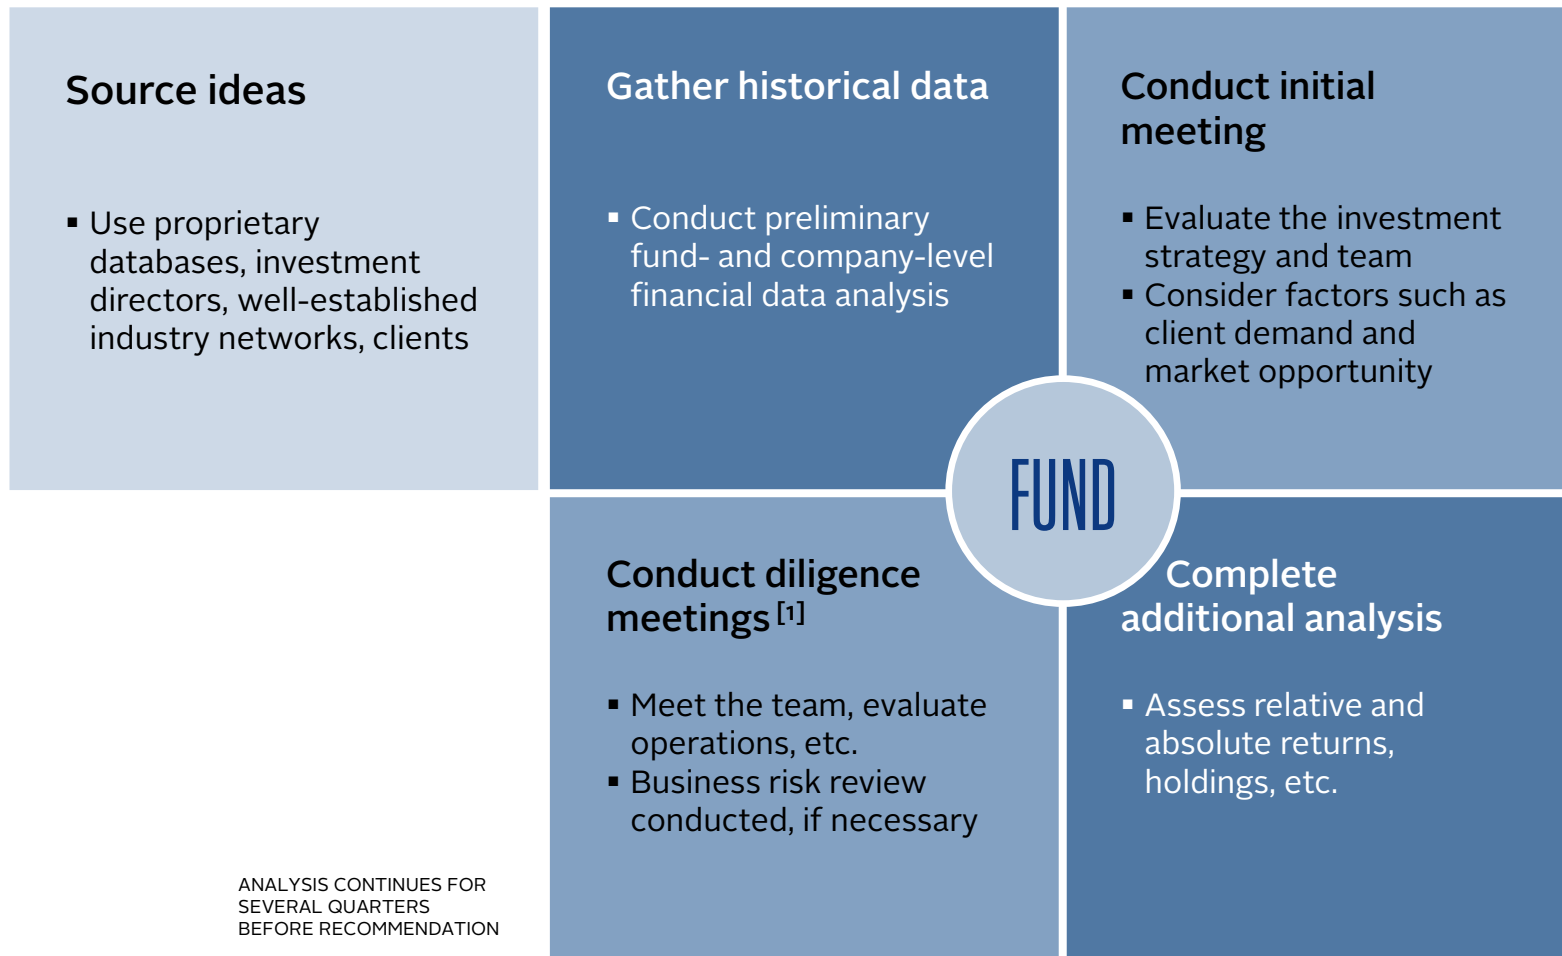 Source ideas
▪ Use proprietary
databases, investment
directors, well-established
industry networks, clients
Gather historical data
▪ Conduct preliminary
fund- and company-level
financial data analysis
Conduct initial
meeting
▪ Evaluate the investment
strategy and team
▪ Consider factors such as
client demand and
market opportunity
FUND
Conduct diligence
meetings [1]
▪ Meet the team, evaluate
operations, etc.
▪ Business risk review
conducted, if necessary
Complete
additional analysis
▪ Assess relative and
absolute returns,
holdings, etc.
ANALYSIS CONTINUES FOR
SEVERAL QUARTERS
BEFORE RECOMMENDATION